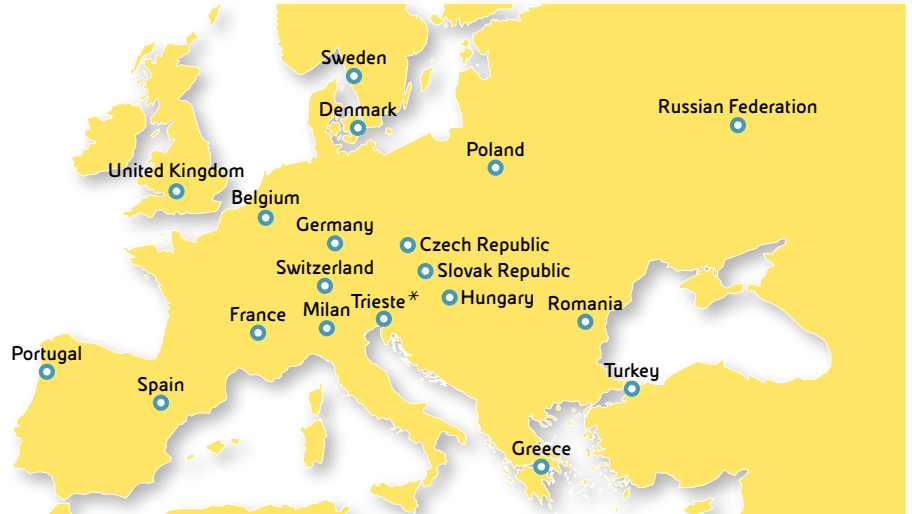 Sweden
Russian Federation
Denmark
Poland
United Kingdom
Belgium
Germany
Czech Republic
Switzerland
Slovak Republic
Hungary
Trieste*
Romania
Milan
France
Portugal
Turkey
Spain
Greece